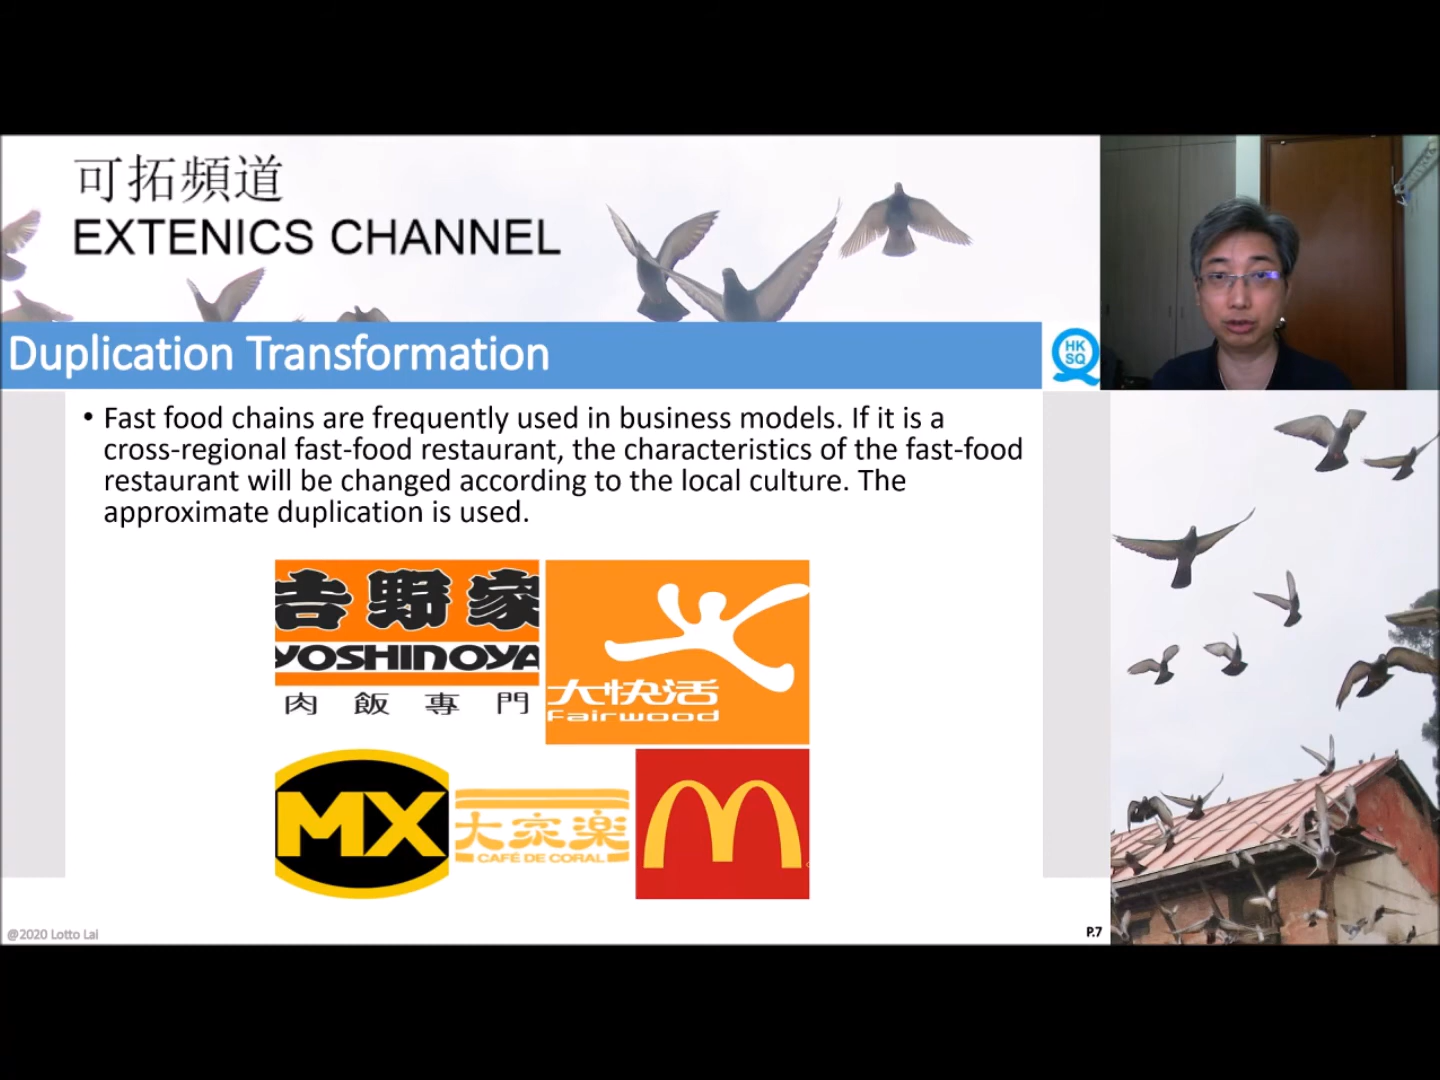 可拓頻道
EXTENICS CHANNEL
Duplication Transformation
HK
SQ
• Fast food chains are frequently used in business models. If it is a
cross-regional fast-food restaurant, the characteristics of the fast-food
restaurant will be changed according to the local culture. The
approximate duplication is used.
吉野家
YOSHINOYA
肉飯專門
大快活
Fairwood
MX
大家楽
CAFÉ DE CORAL
@2020 Lotto Lai
P.7